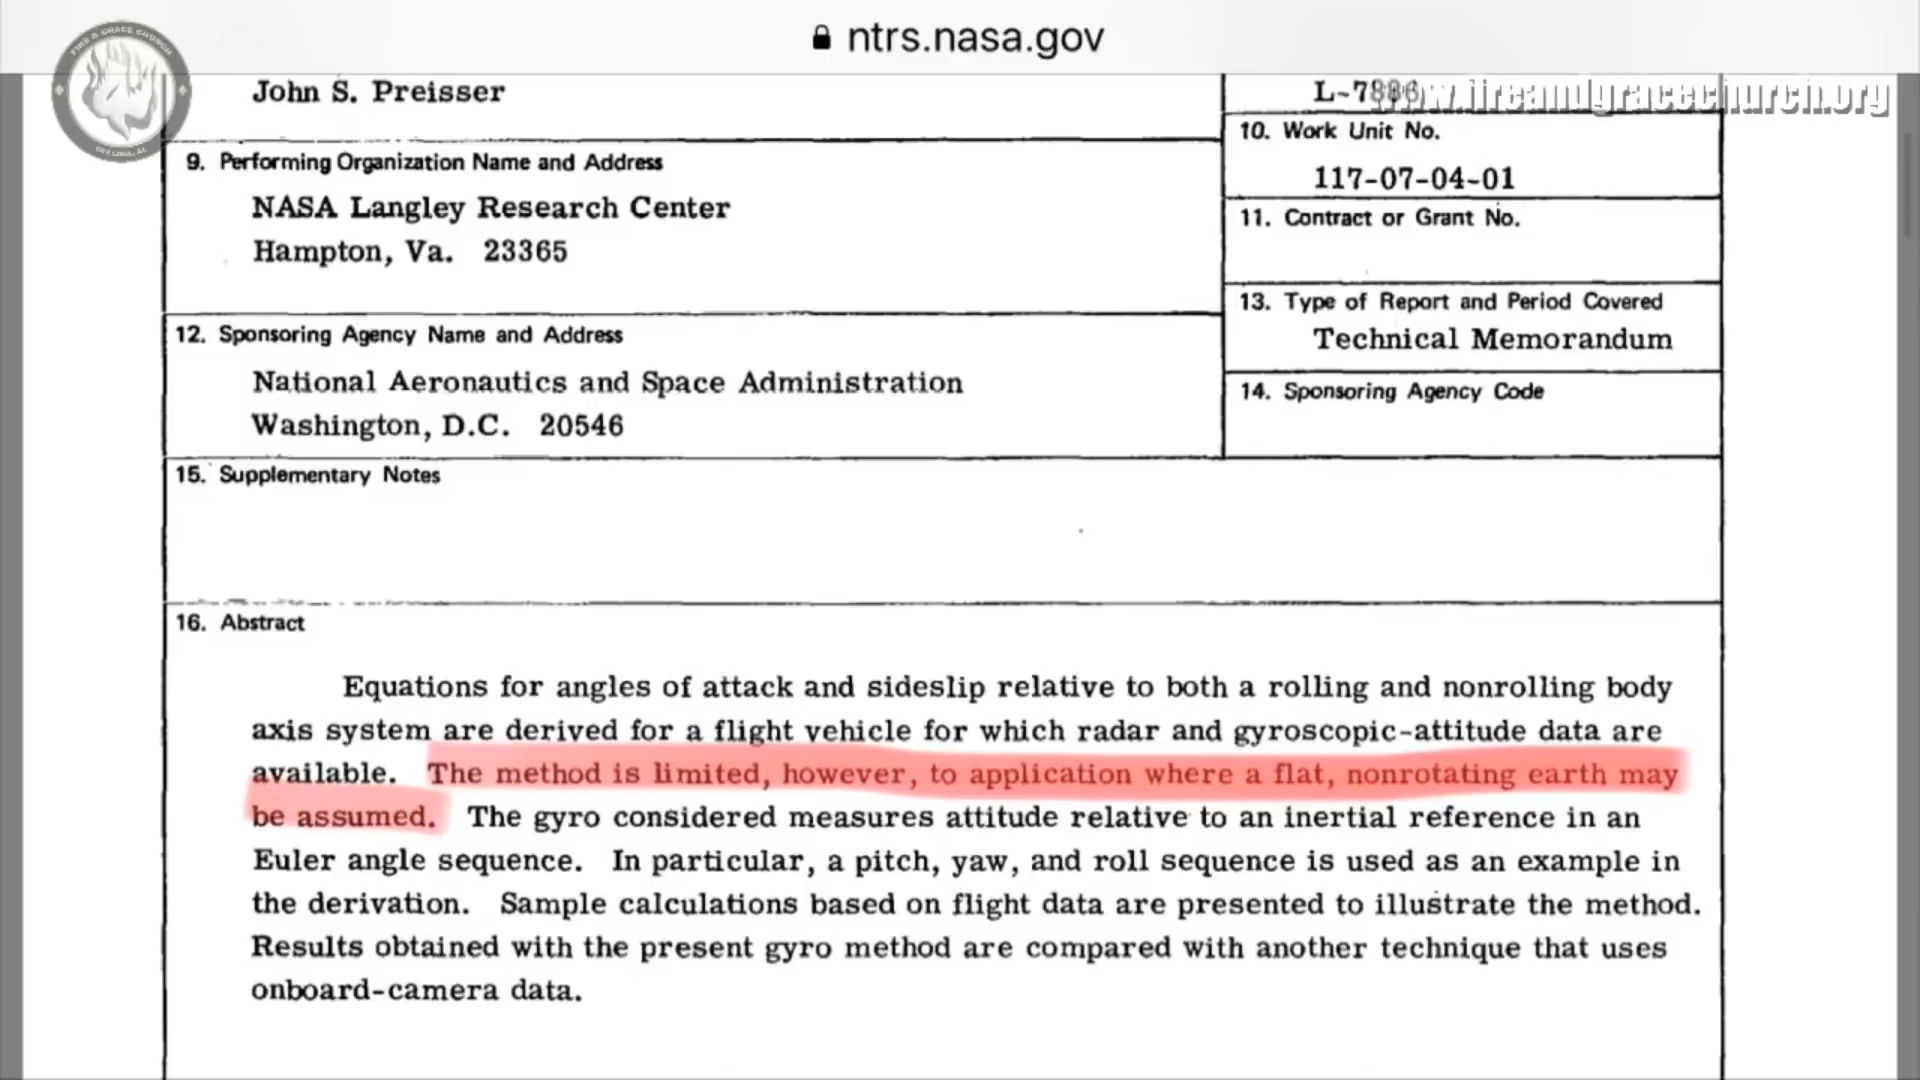 ntrs.nasa.gov
FIRE & GRACE CHURCH
www.fireandgracechurch.org
John S. Preisser
10. Work Unit No.
9. Performing Organization Name and Address
117-07-04-01
NASA Langley Research Center
11. Contract or Grant No.
Hampton, Va. 23365
13. Type of Report and Period Covered
12. Sponsoring Agency Name and Address
Technical Memorandum
National Aeronautics and Space Administration
14. Sponsoring Agency Code
Washington, D.C. 20546
15. Supplementary Notes
16. Abstract
Equations for angles of attack and sideslip relative to both a rolling and nonrolling body
axis system are derived for a flight vehicle for which radar and gyroscopic-attitude data are
available. The method is limited, however, to application where a flat, nonrotating earth may
be assumed. The gyro considered measures attitude relative to an inertial reference in an
Euler angle sequence. In particular, a pitch, yaw, and roll sequence is used as an example in
the derivation. Sample calculations based on flight data are presented to illustrate the method.
Results obtained with the present gyro method are compared with another technique that uses
onboard-camera data.